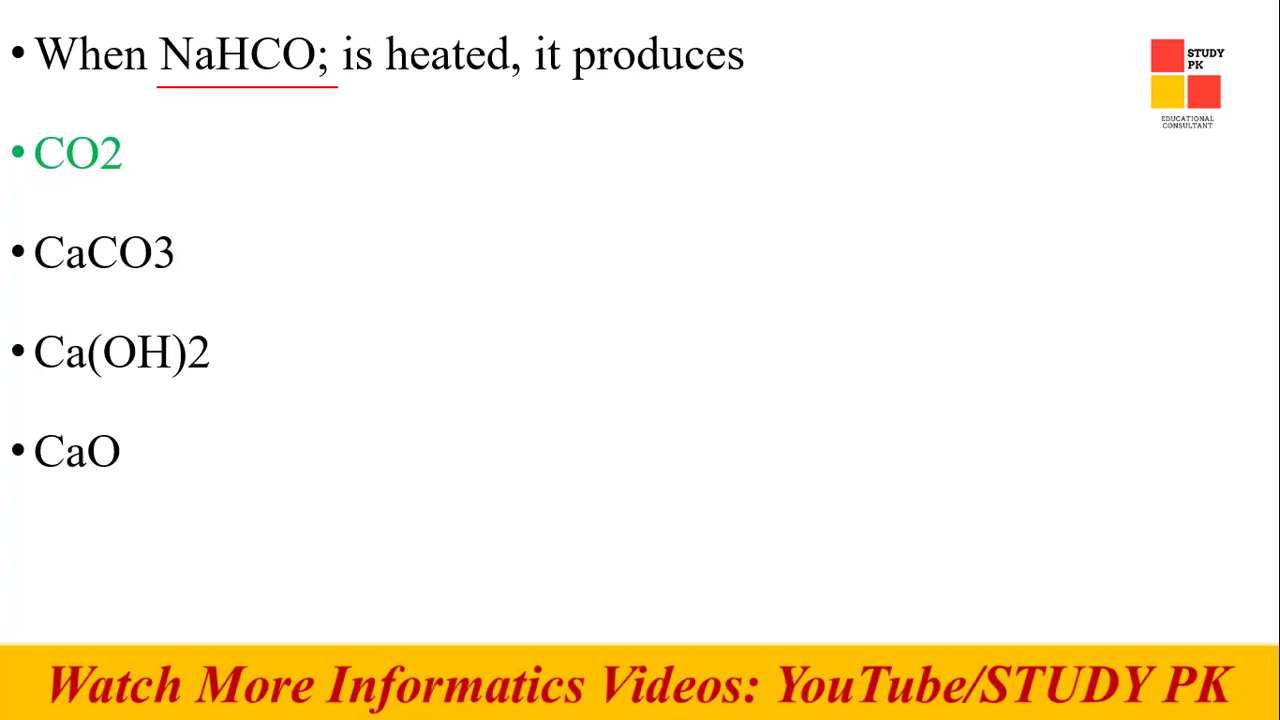 • When NaHCO; is heated, it produces
STUDY
PK
EDUCATIONAL
CONSULTANT
• CO2
• CaCO3
• Ca(OH)2
• CaO
Watch More Informatics Videos: YouTube/STUDY PK